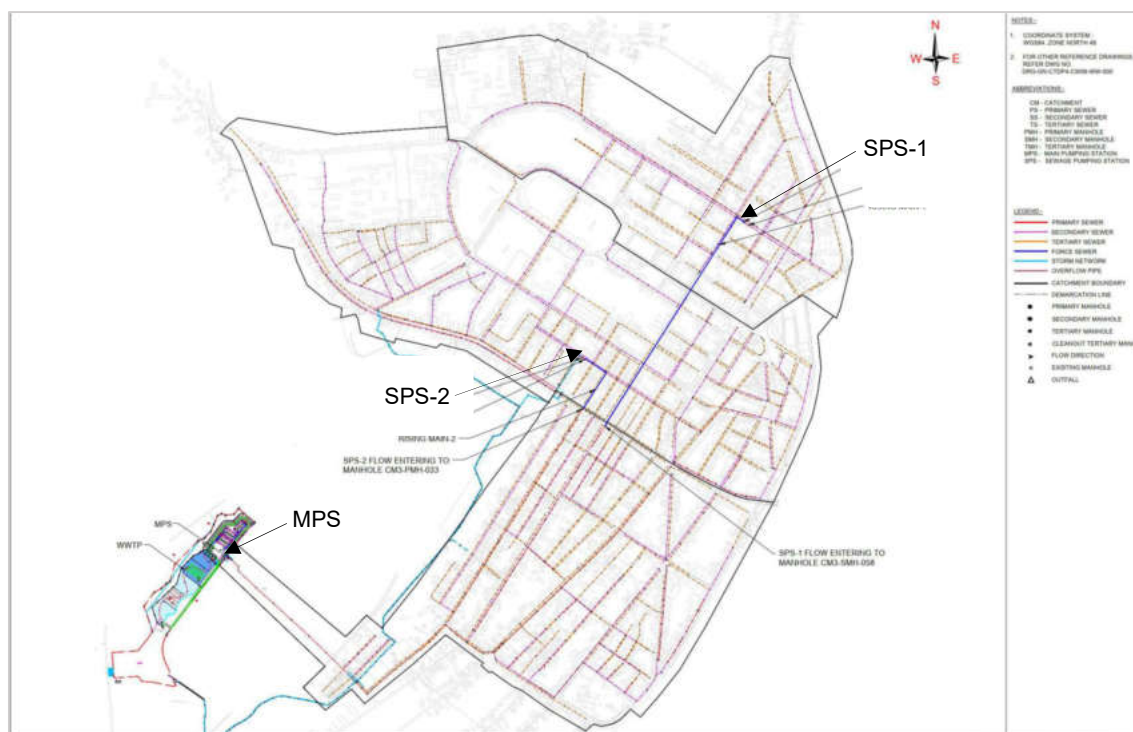 N
W E
S
SPS-1
SPS-2
RISING MAIN-2
SPS-2 FLOW ENTERING TO
MANHOLE CM3-PMH-033
MPS
MPS
WWTP
SPS-1 FLOW ENTERING TO
MANHOLE CM3-SMH-058
NOTES:-
1. COORDINATE SYSTEM :
2. FOR OTHER REFERENCE DRAWINGS
REFER DWG NO.
ABBREVIATIONS:-
CM - CATCHMENT
PS - PRIMARY SEWER
SS - SECONDARY SEWER
TS - TERTIARY SEWER
PMH - PRIMARY MANHOLE
SMH - SECONDARY MANHOLE
TMH - TERTIARY MANHOLE
MPS - MAIN PUMPING STATION
SPS - SEWAGE PUMPING STATION
LEGEND:-
PRIMARY SEWER
SECONDARY SEWER
TERTIARY SEWER
FORCE SEWER
STORM NETWORK
OVERFLOW PIPE
CATCHMENT BOUNDARY
DEMARCATION LINE
PRIMARY MANHOLE
SECONDARY MANHOLE
TERTIARY MANHOLE
CLEANOUT TERTIARY MAN
FLOW DIRECTION
EXISTING MANHOLE
OUTFALL